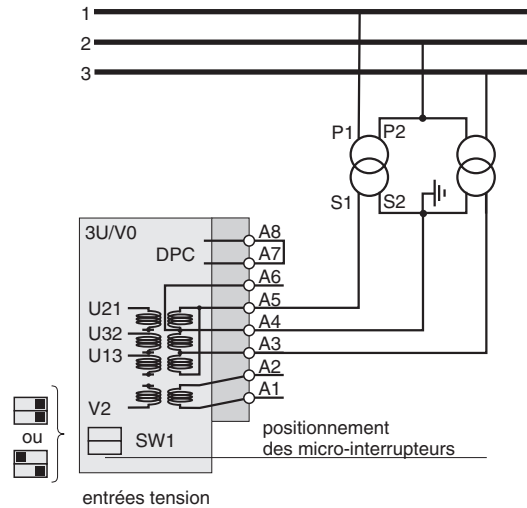 1
2
3
P1 P2
S1 S2
3U/V0
DPC
A8
A7
A6
A5
A4
A3
A2
A1
U21
U32
U13
V2
SW1
ou
positionnement
des micro-interrupteurs
entrées tension